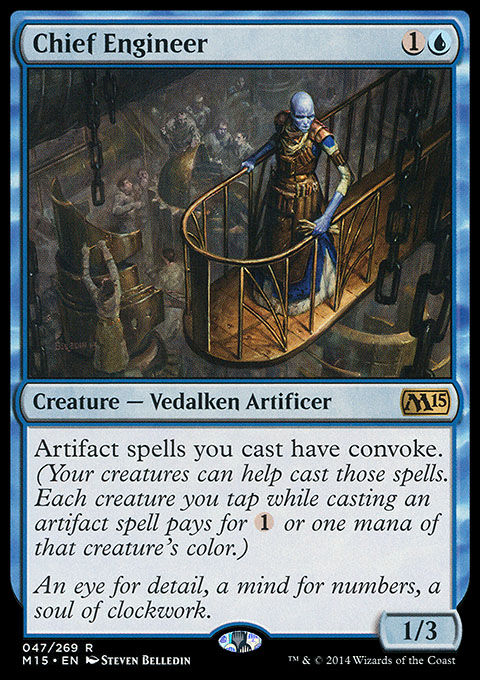 Chief Engineer 1
BELEDIN
Creature — Vedalken Artificer
M15
Artifact spells you cast have convoke.
(Your creatures can help cast those spells.
Each creature you tap while casting an
artifact spell pays for 1 or one mana of
that creature's color.)
An eye for detail, a mind for numbers, a
soul of clockwork.
1/3
047/269 R
M15 • EN Steven Belledin
™ & © 2014 Wizards of the Coast